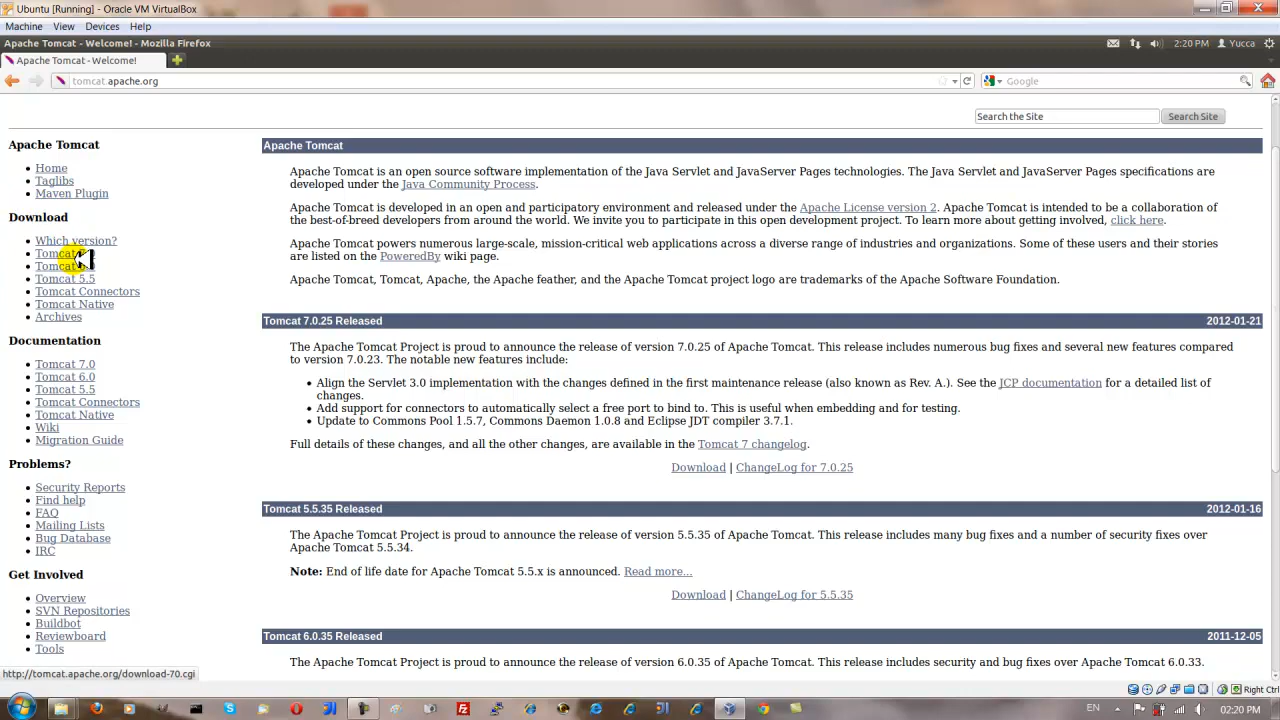 Ubuntu [Running] - Oracle VM VirtualBox
Machine View Devices Help
Apache Tomcat - Welcome! - Mozilla Firefox
2:20 PM Yucca
Apache Tomcat - Welcome!
tomcat.apache.org
Google
Search the Site Search Site
Apache Tomcat
Home
Taglibs
Maven Plugin
Download
Which version?
Tomcat
Tomcat
Tomcat 5.5
Tomcat Connectors
Tomcat Native
Archives
Documentation
Tomcat 7.0
Tomcat 6.0
Tomcat 5.5
Tomcat Connectors
Tomcat Native
Wiki
Migration Guide
Problems?
Security Reports
Find help
FAQ
Mailing Lists
Bug Database
IRC
Get Involved
Overview
SVN Repositories
Buildbot
Reviewboard
Tools
Apache Tomcat
Apache Tomcat is an open source software implementation of the Java Servlet and JavaServer Pages technologies. The Java Servlet and JavaServer Pages specifications are
developed under the Java Community Process.
Apache Tomcat is developed in an open and participatory environment and released under the Apache License version 2. Apache Tomcat is intended to be a collaboration of
the best-of-breed developers from around the world. We invite you to participate in this open development project. To learn more about getting involved, click here.
Apache Tomcat powers numerous large-scale, mission-critical web applications across a diverse range of industries and organizations. Some of these users and their stories
are listed on the PoweredBy wiki page.
Apache Tomcat, Tomcat, Apache, the Apache feather, and the Apache Tomcat project logo are trademarks of the Apache Software Foundation.
Tomcat 7.0.25 Released 2012-01-21
The Apache Tomcat Project is proud to announce the release of version 7.0.25 of Apache Tomcat. This release includes numerous bug fixes and several new features compared
to version 7.0.23. The notable new features include:
Align the Servlet 3.0 implementation with the changes defined in the first maintenance release (also known as Rev. A.). See the JCP documentation for a detailed list of
changes.
Add support for connectors to automatically select a free port to bind to. This is useful when embedding and for testing.
Update to Commons Pool 1.5.7, Commons Daemon 1.0.8 and Eclipse JDT compiler 3.7.1.
Full details of these changes, and all the other changes, are available in the Tomcat 7 changelog.
Download | ChangeLog for 7.0.25
Tomcat 5.5.35 Released 2012-01-16
The Apache Tomcat Project is proud to announce the release of version 5.5.35 of Apache Tomcat. This release includes many bug fixes and a number of security fixes over
Apache Tomcat 5.5.34.
Note: End of life date for Apache Tomcat 5.5.x is announced. Read more...
Download | ChangeLog for 5.5.35
Tomcat 6.0.35 Released 2011-12-05
The Apache Tomcat Project is proud to announce the release of version 6.0.35 of Apache Tomcat. This release includes security and bug fixes over Apache Tomcat 6.0.33.
http://tomcat.apache.org/download-70.cgi
Right Ctrl
EN 02:20 PM